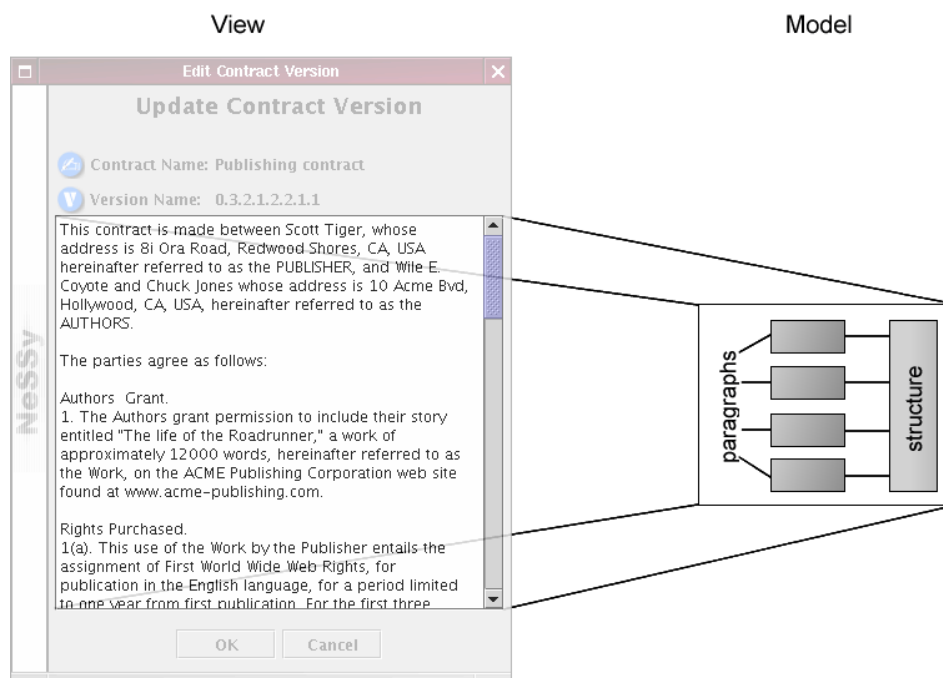 View
Model
Edit Contract Version
Update Contract Version
Contract Name: Publishing contract
V Version Name: 0.3.2.1.2.2.1.1
This contract is made between Scott Tiger, whose
address is 8i Ora Road, Redwood Shores, CA, USA
hereinafter referred to as the PUBLISHER, and Wile E.
Coyote and Chuck Jones whose address is 10 Acme Bvd,
Hollywood, CA, USA, hereinafter referred to as the
AUTHORS.
The parties agree as follows:
Authors Grant.
1. The Authors grant permission to include their story
entitled "The life of the Roadrunner," a work of
approximately 12000 words, hereinafter referred to as
the Work, on the ACME Publishing Corporation web site
found at www.acme-publishing.com.
Rights Purchased.
1(a). This use of the Work by the Publisher entails the
assignment of First World Wide Web Rights, for
publication in the English language, for a period limited
to one year from first publication. For the first three
OK
Cancel
NeSSy
paragraphs
structure